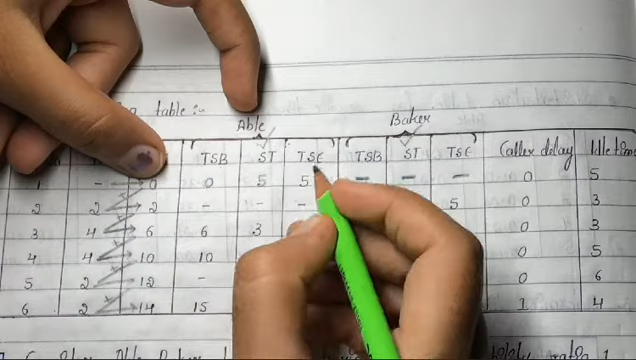 table :-
Able Baker
TSB ST TSE TSB ST TSE Caller delay Idle time
1 - 0 0 5 5 - - - 0 5
2 2 2 - - - 5 0 3
3 4 6 6 3 0 3
4 4 10 10 0 5
5 2 12 - 0 6
6 2 14 15 1 4